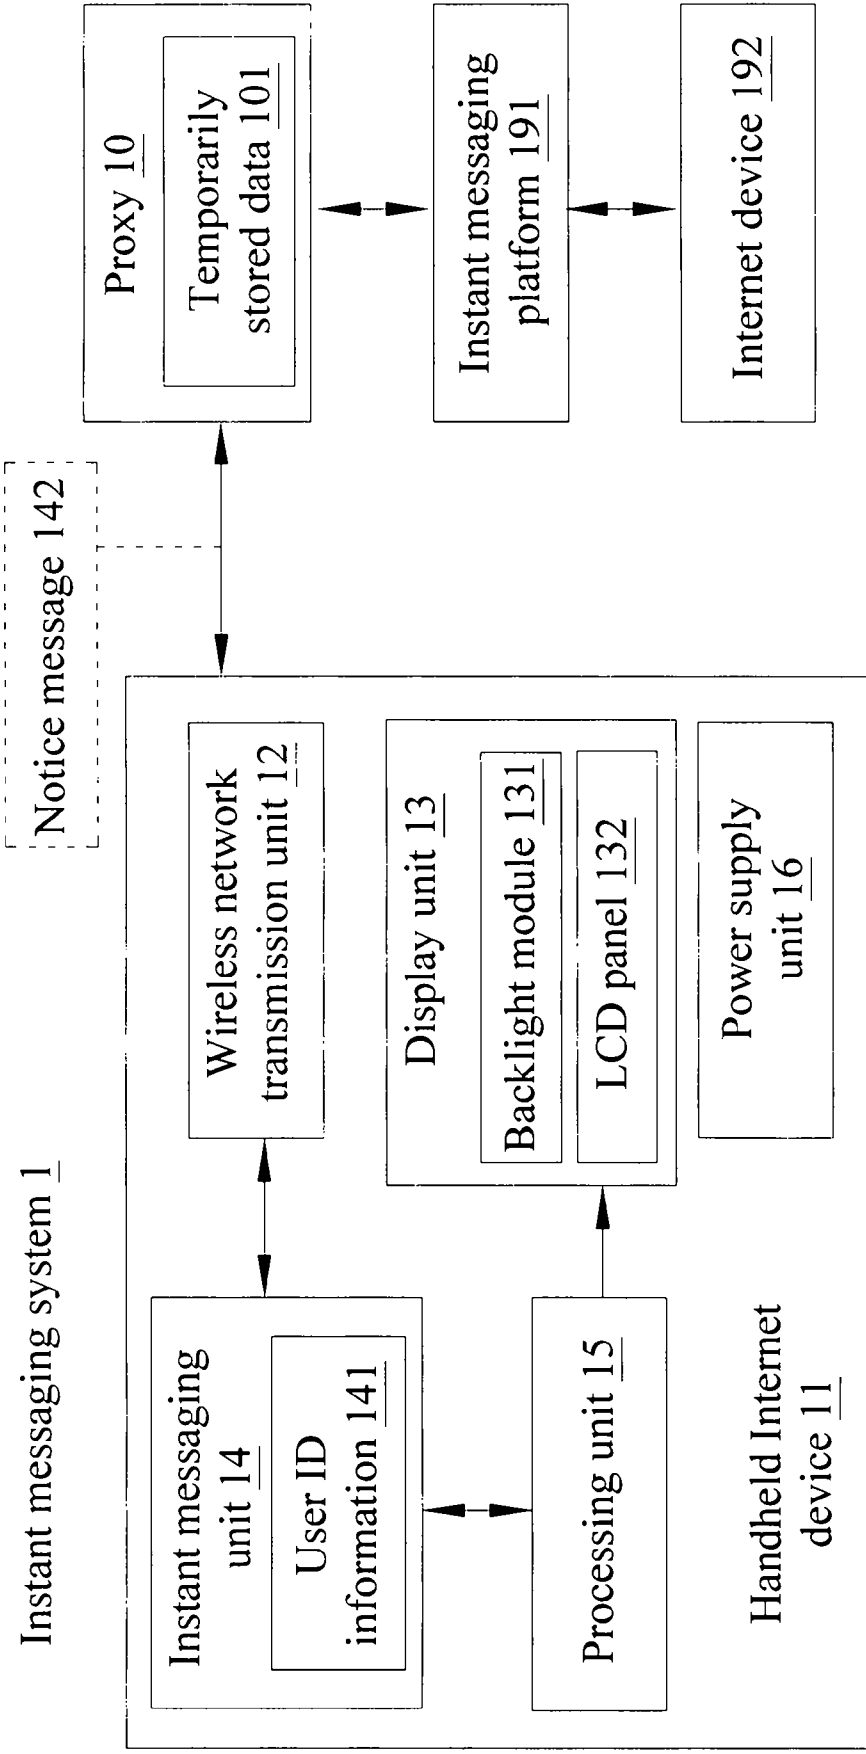 Instant messaging system 1
Notice message 142
Instant messaging
unit 14
User ID
information 141
Wireless network
transmission unit 12
Proxy 10
Temporarily
stored data 101
Display unit 13
Backlight module 131
LCD panel 132
Instant messaging
platform 191
Processing unit 15
Power supply
unit 16
Internet device 192
Handheld Internet
device 11